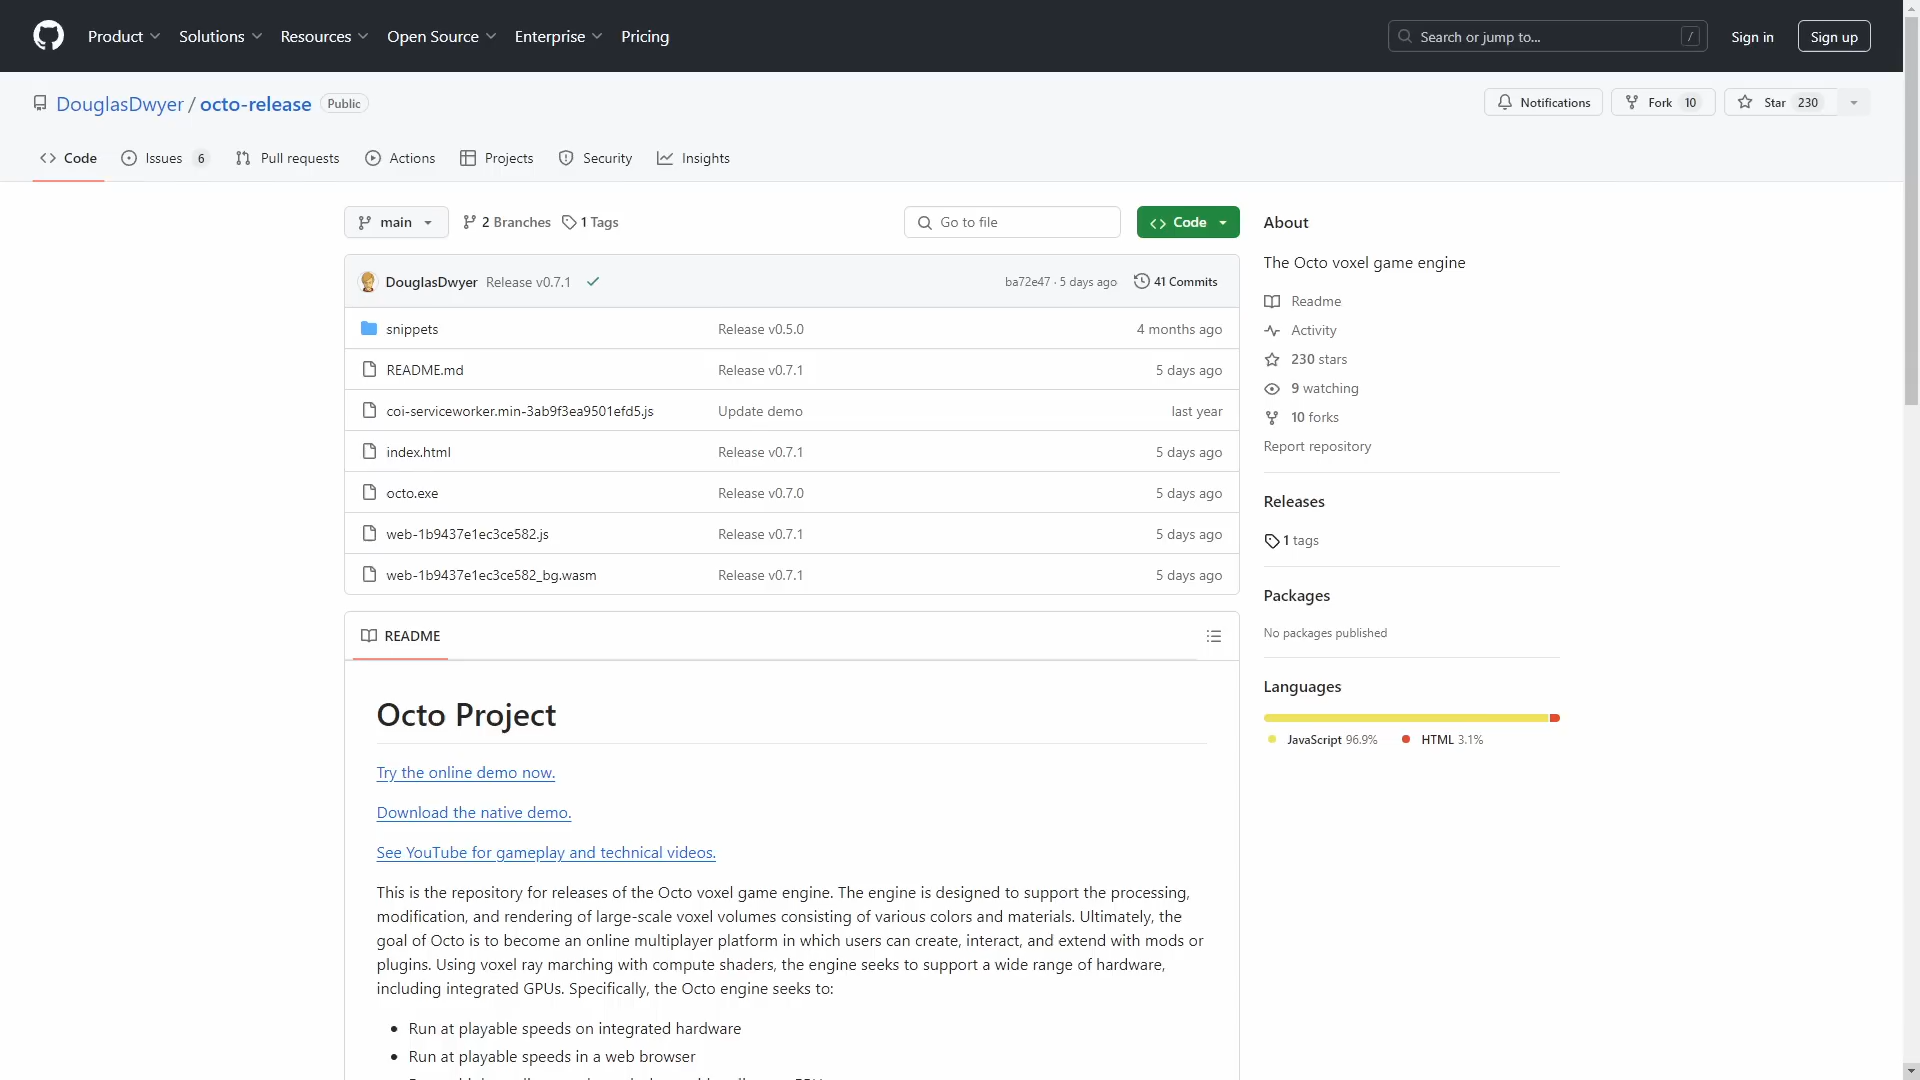 Product Solutions Resources Open Source Enterprise Pricing Search or jump to... / Sign in Sign up
DouglasDwyer / octo-release Public Notifications Fork 10 Star 230
Code Issues 6 Pull requests Actions Projects Security Insights
main 2 Branches 1 Tags Go to file Code
DouglasDwyer Release v0.7.1 ba72e47 · 5 days ago 41 Commits
snippets Release v0.5.0 4 months ago
README.md Release v0.7.1 5 days ago
coi-serviceworker.min-3ab9f3ea9501efd5.js Update demo last year
index.html Release v0.7.1 5 days ago
octo.exe Release v0.7.0 5 days ago
web-1b9437e1ec3ce582.js Release v0.7.1 5 days ago
web-1b9437e1ec3ce582_bg.wasm Release v0.7.1 5 days ago
README
Octo Project
Try the online demo now.
Download the native demo.
See YouTube for gameplay and technical videos.
This is the repository for releases of the Octo voxel game engine. The engine is designed to support the processing,
modification, and rendering of large-scale voxel volumes consisting of various colors and materials. Ultimately, the
goal of Octo is to become an online multiplayer platform in which users can create, interact, and extend with mods or
plugins. Using voxel ray marching with compute shaders, the engine seeks to support a wide range of hardware,
including integrated GPUs. Specifically, the Octo engine seeks to:
• Run at playable speeds on integrated hardware
• Run at playable speeds in a web browser
About
The Octo voxel game engine
Readme
Activity
230 stars
9 watching
10 forks
Report repository
Releases
1 tags
Packages
No packages published
Languages
JavaScript 96.9% HTML 3.1%